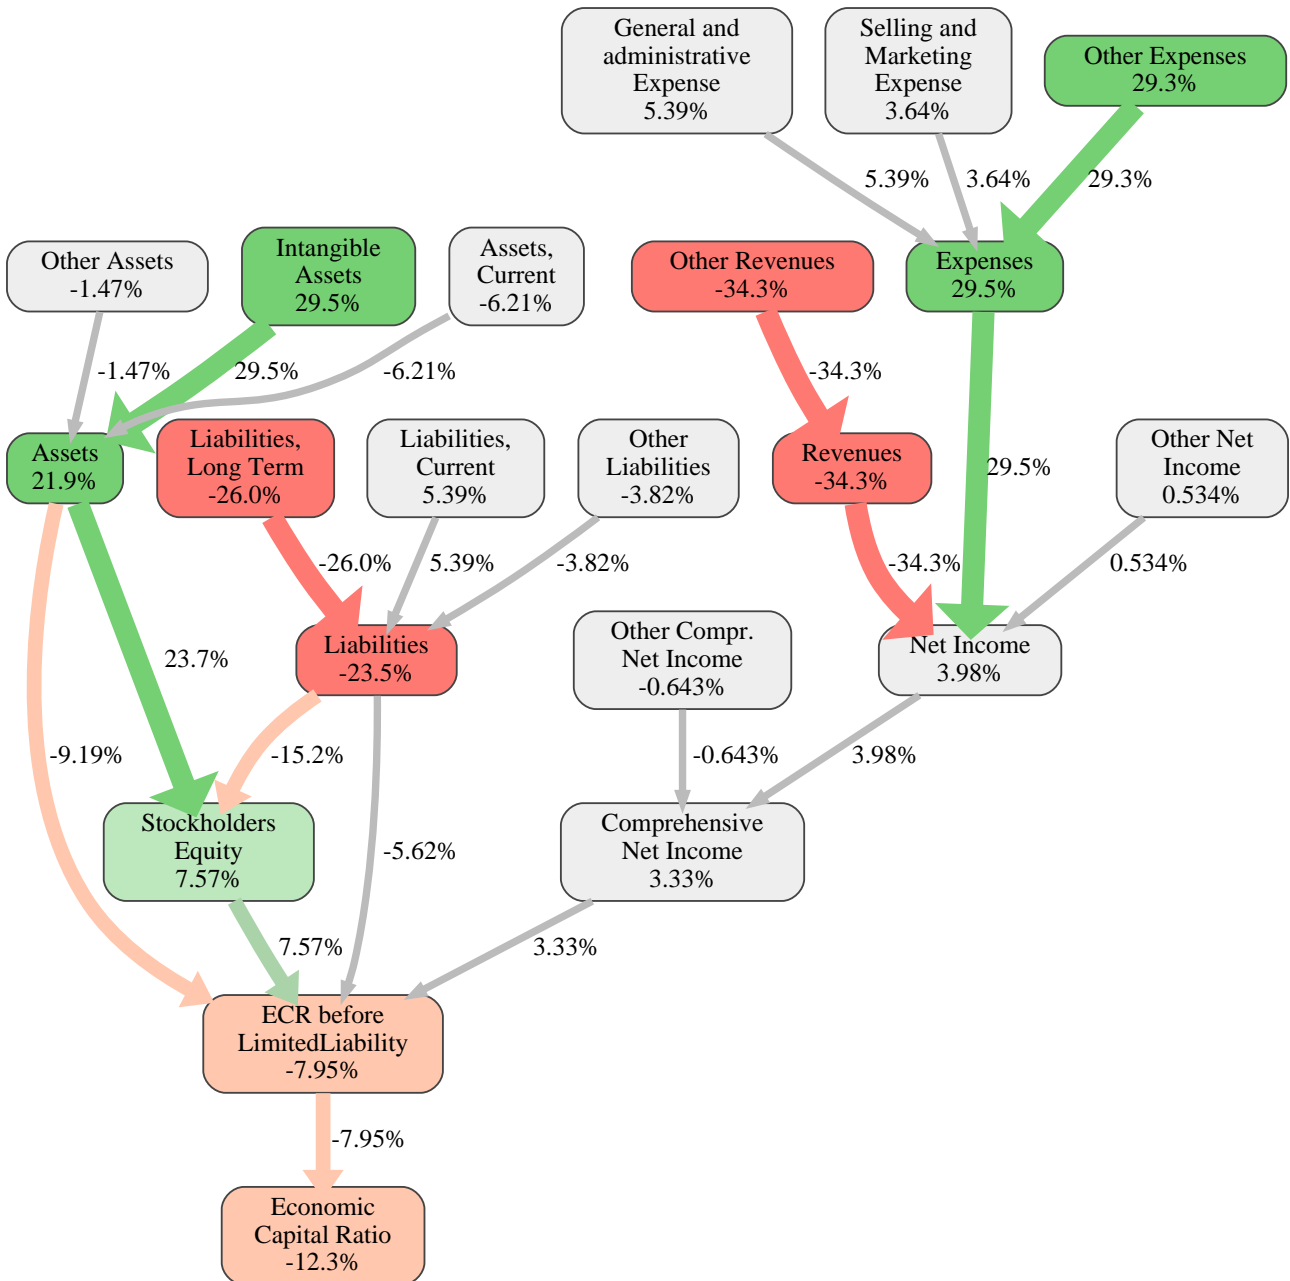 General and
administrative
Expense
5.39%
Selling and
Marketing
Expense
3.64%
Other Expenses
29.3%
5.39%
3.64%
29.3%
Other Assets
-1.47%
Intangible
Assets
29.5%
Assets,
Current
-6.21%
Other Revenues
-34.3%
Expenses
29.5%
-1.47%
29.5%
-6.21%
-34.3%
Assets
21.9%
Liabilities,
Long Term
-26.0%
Liabilities,
Current
5.39%
Other
Liabilities
-3.82%
Revenues
-34.3%
29.5%
Other Net
Income
0.534%
-26.0%
5.39%
-3.82%
-34.3%
0.534%
23.7%
Liabilities
-23.5%
Other Compr.
Net Income
-0.643%
Net Income
3.98%
-9.19%
-15.2%
-0.643%
3.98%
Stockholders
Equity
7.57%
-5.62%
Comprehensive
Net Income
3.33%
7.57%
3.33%
ECR before
LimitedLiability
-7.95%
-7.95%
Economic
Capital Ratio
-12.3%